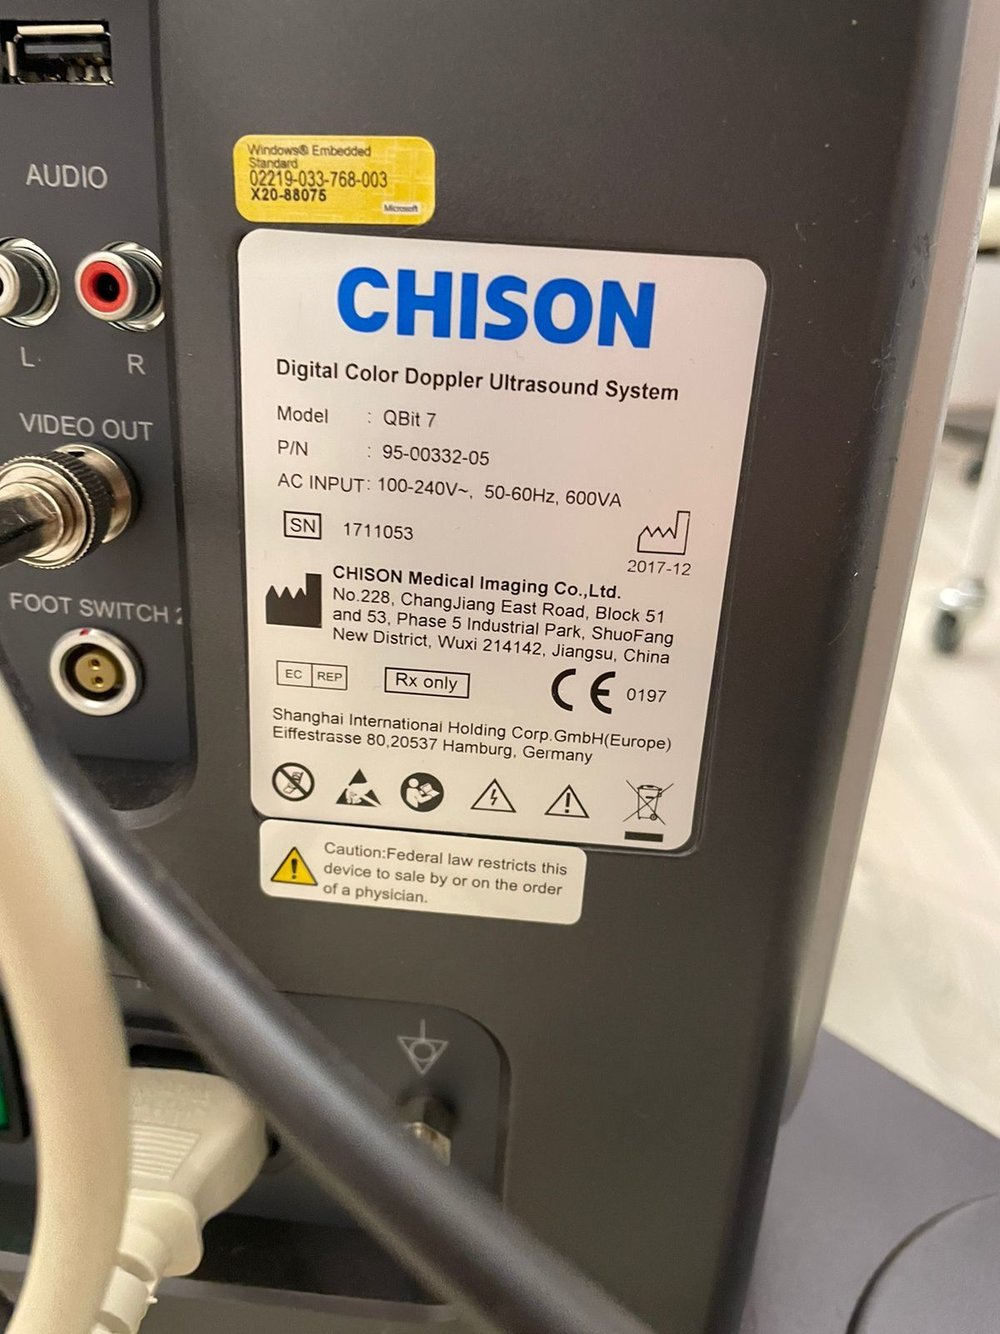 AUDIO
L
R
VIDEO OUT
FOOT SWITCH 2
Windows® Embedded
Standard
02219-033-768-003
X20-88075
Microsoft
CHISON
Digital Color Doppler Ultrasound System
Model : QBit 7
P/N : 95-00332-05
AC INPUT: 100-240V~, 50-60Hz, 600VA
SN 1711053
2017-12
CHISON Medical Imaging Co.,Ltd.
No.228, ChangJiang East Road, Block 51
and 53, Phase 5 Industrial Park, ShuoFang
New District, Wuxi 214142, Jiangsu, China
EC REP
Rx only
CE 0197
Shanghai International Holding Corp.GmbH(Europe)
Eiffestrasse 80,20537 Hamburg, Germany
Caution:Federal law restricts this
device to sale by or on the order
of a physician.